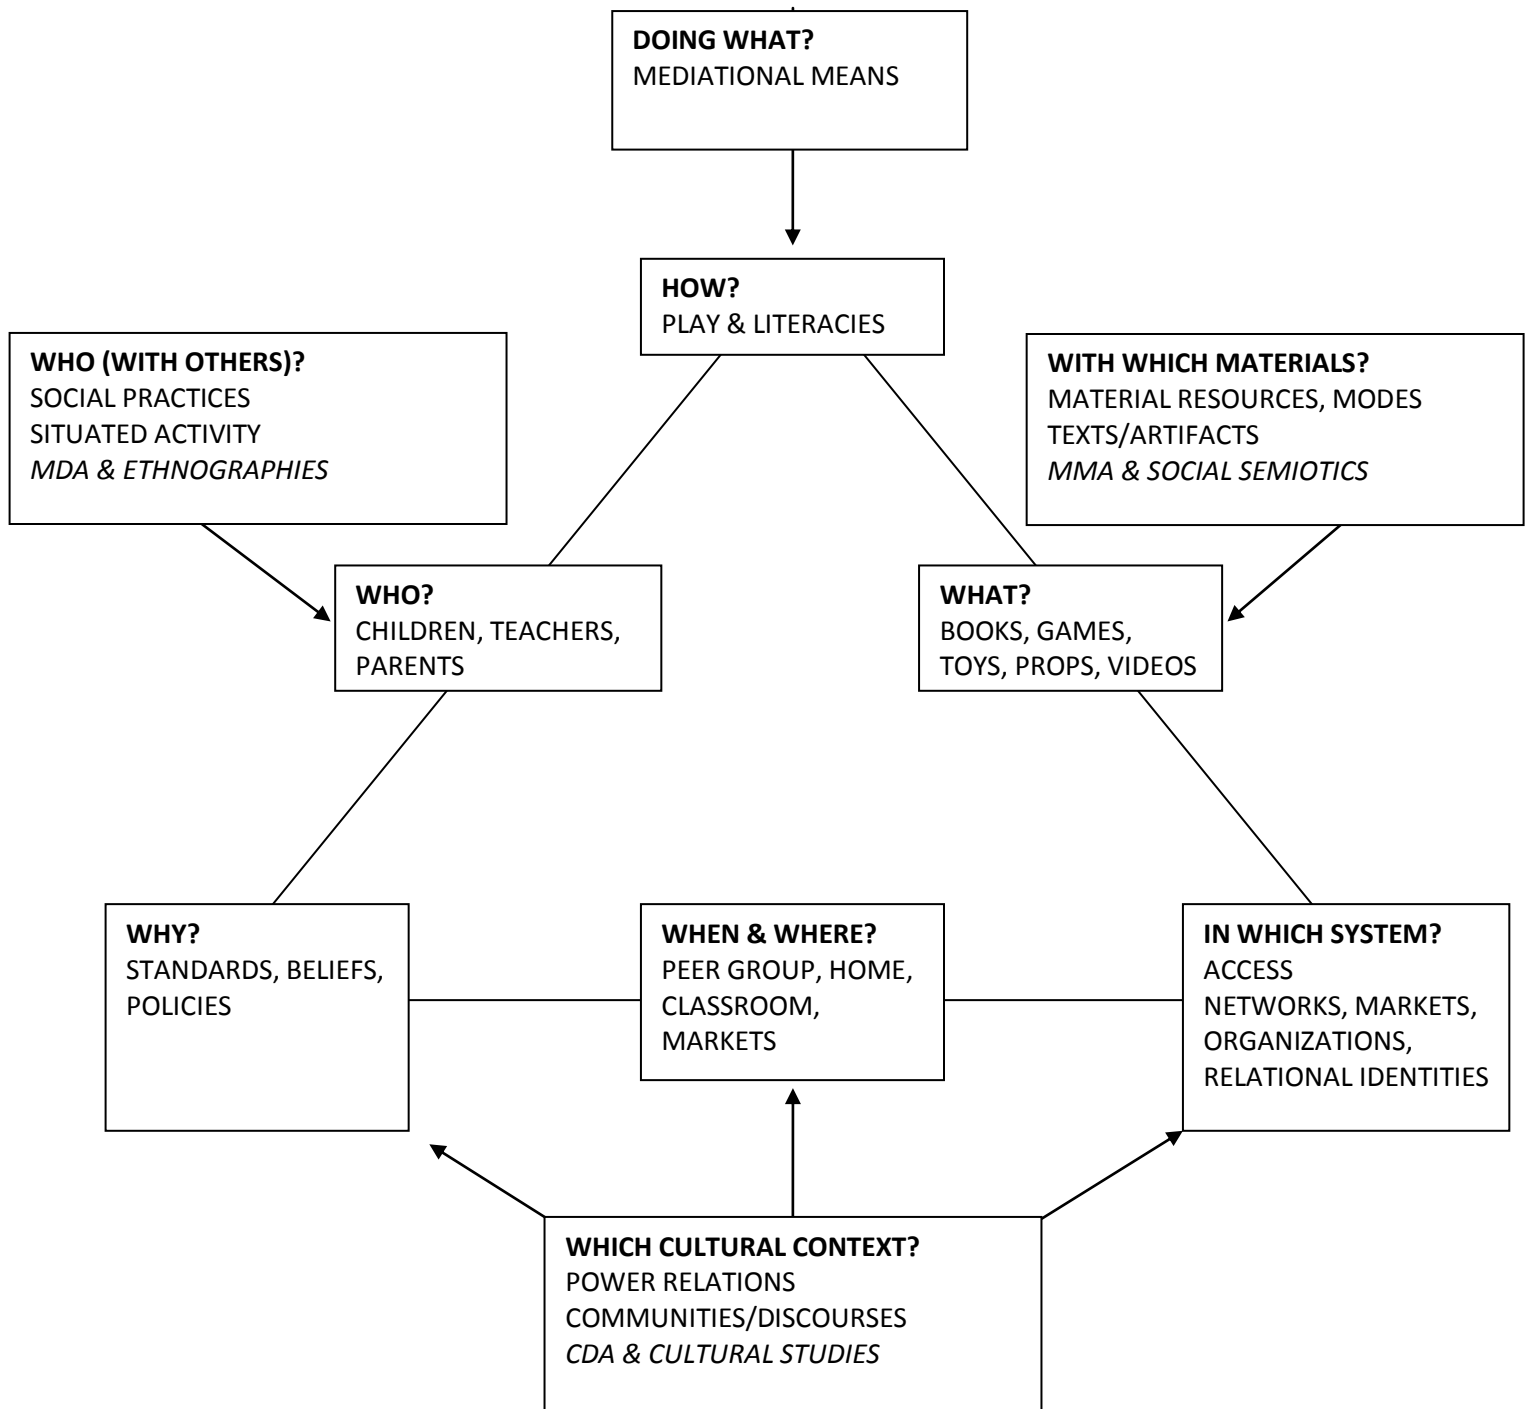 DOING WHAT?
MEDIATIONAL MEANS
HOW?
PLAY & LITERACIES
WHO (WITH OTHERS)?
SOCIAL PRACTICES
SITUATED ACTIVITY
MDA & ETHNOGRAPHIES
WITH WHICH MATERIALS?
MATERIAL RESOURCES, MODES
TEXTS/ARTIFACTS
MMA & SOCIAL SEMIOTICS
WHO?
CHILDREN, TEACHERS,
PARENTS
WHAT?
BOOKS, GAMES,
TOYS, PROPS, VIDEOS
WHY?
STANDARDS, BELIEFS,
POLICIES
WHEN & WHERE?
PEER GROUP, HOME,
CLASSROOM,
MARKETS
IN WHICH SYSTEM?
ACCESS
NETWORKS, MARKETS,
ORGANIZATIONS,
RELATIONAL IDENTITIES
WHICH CULTURAL CONTEXT?
POWER RELATIONS
COMMUNITIES/DISCOURSES
CDA & CULTURAL STUDIES